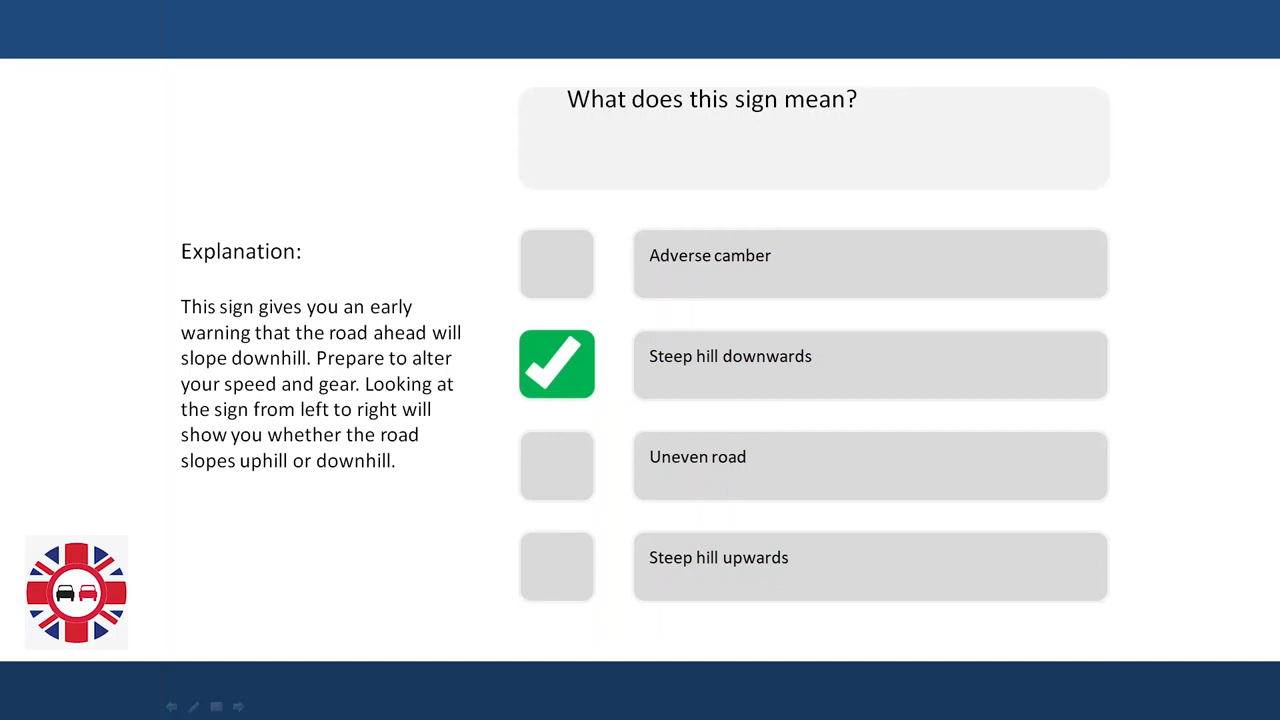 What does this sign mean?
Explanation:
This sign gives you an early
warning that the road ahead will
slope downhill. Prepare to alter
your speed and gear. Looking at
the sign from left to right will
show you whether the road
slopes uphill or downhill.
Adverse camber
Steep hill downwards
Uneven road
Steep hill upwards